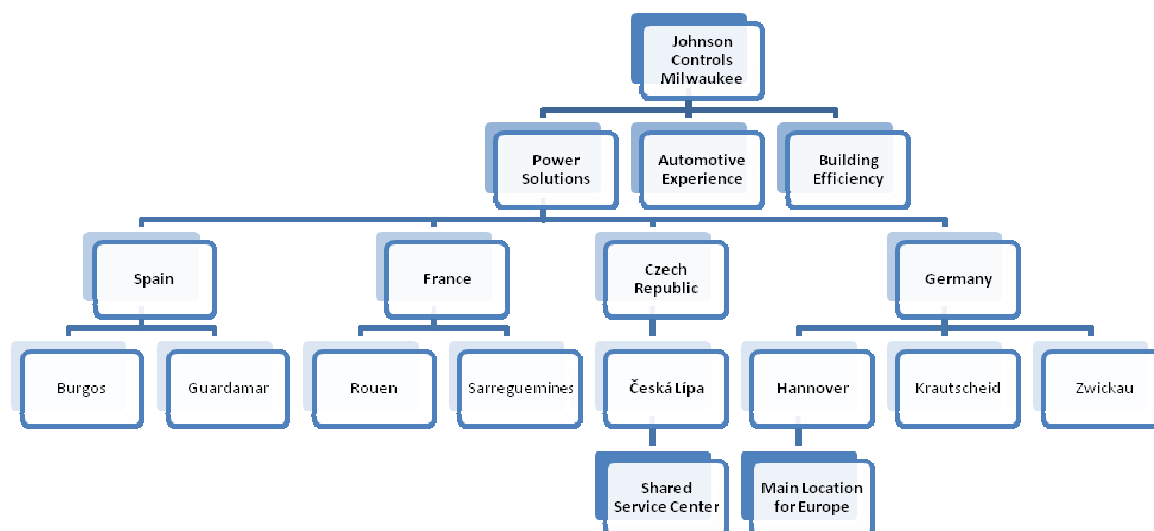 Johnson
Controls
Milwaukee
Power
Solutions
Automotive
Experience
Building
Efficiency
Spain
France
Czech
Republic
Germany
Burgos
Guardamar
Rouen
Sarreguemines
Česká Lípa
Hannover
Krautscheid
Zwickau
Shared
Service Center
Main Location
for Europe